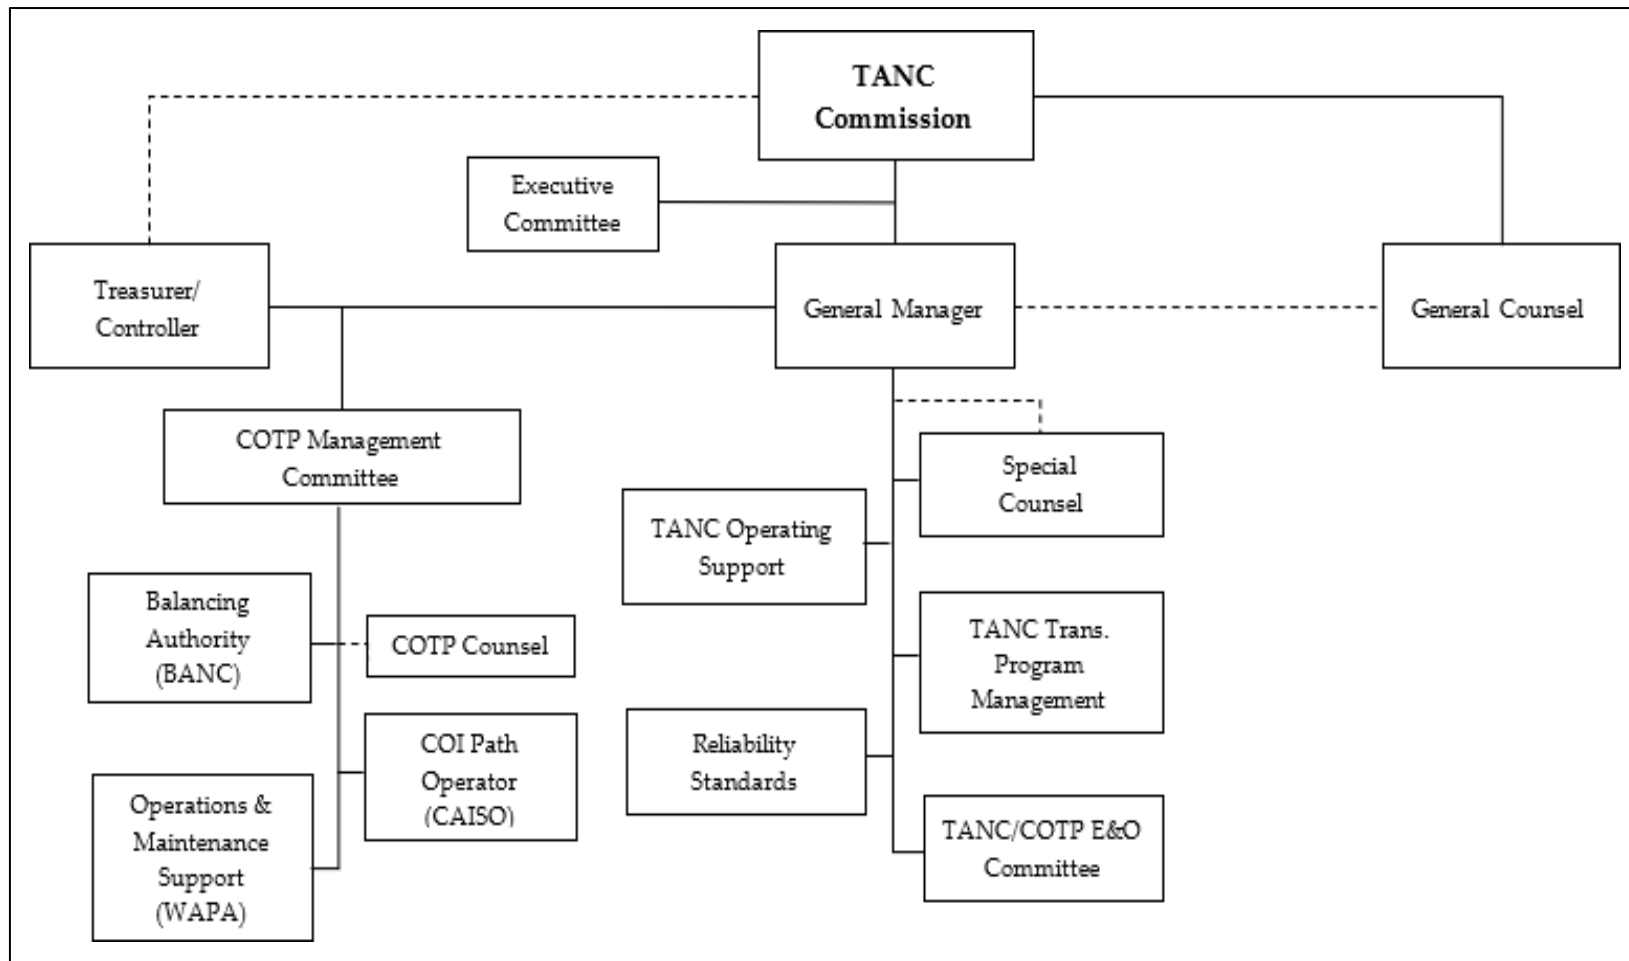 TANC
Commission
Executive
Committee
Treasurer/
Controller
General Manager
General Counsel
COTP Management
Committee
Special
Counsel
TANC Operating
Support
Balancing
Authority
(BANC)
COTP Counsel
TANC Trans.
Program
Management
COI Path
Operator
(CAISO)
Reliability
Standards
Operations &
Maintenance
Support
(WAPA)
TANC/COTP E&O
Committee